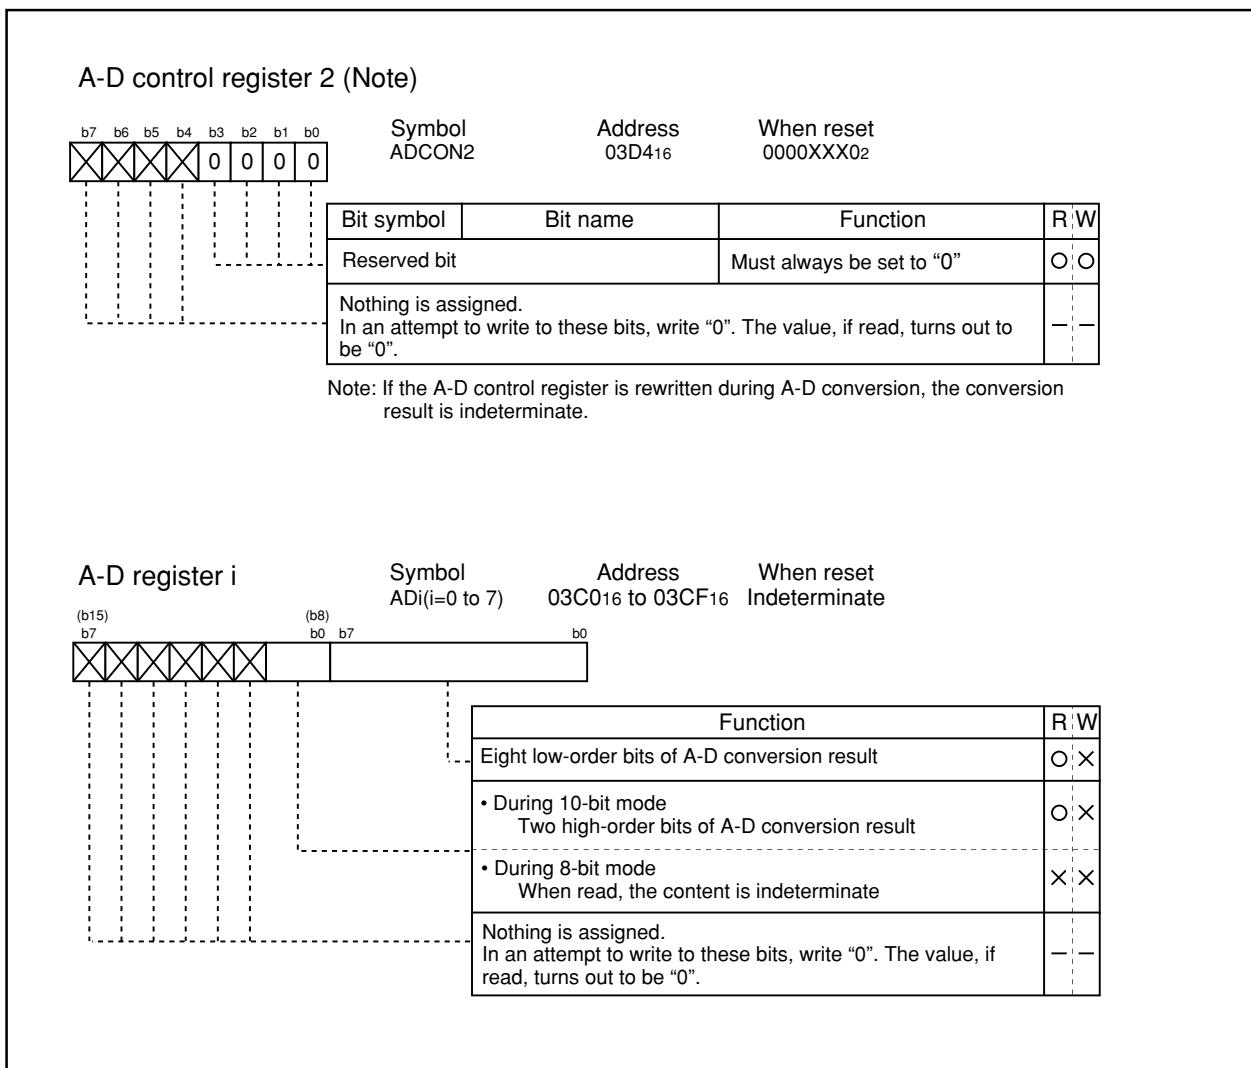 A-D control register 2 (Note)
b7 b6 b5 b4 b3 b2 b1 b0
0 0 0 0
Symbol Address When reset
ADCON2 03D416 0000XXX02
Bit symbol Bit name Function R W
Reserved bit Must always be set to “0” O O
Nothing is assigned.
In an attempt to write to these bits, write “0”. The value, if read, turns out to
be “0”.
– –
Note: If the A-D control register is rewritten during A-D conversion, the conversion
result is indeterminate.
A-D register i
Symbol Address When reset
ADi(i=0 to 7) 03C016 to 03CF16 Indeterminate
(b15) (b8)
b7 b0 b7 b0
Function R W
Eight low-order bits of A-D conversion result O X
• During 10-bit mode
Two high-order bits of A-D conversion result O X
• During 8-bit mode
When read, the content is indeterminate X X
Nothing is assigned.
In an attempt to write to these bits, write “0”. The value, if
read, turns out to be “0”.
– –